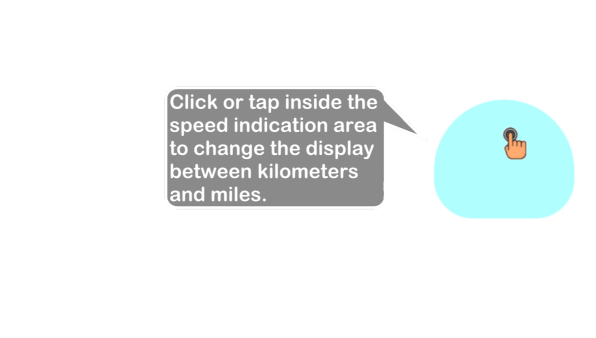 Click or tap inside the
speed indication area
to change the display
between kilometers
and miles.